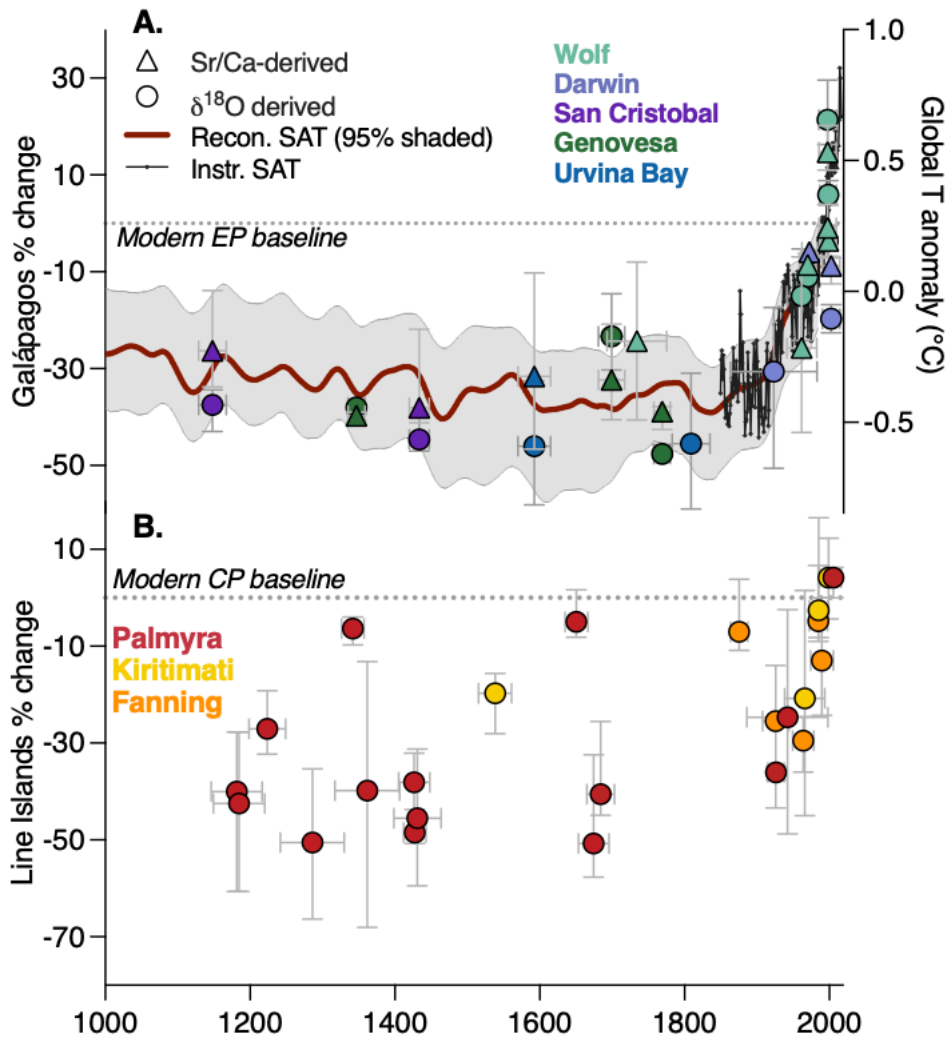 A.
Sr/Ca-derived
δ18O derived
Recon. SAT (95% shaded)
Instr. SAT
Wolf
Darwin
San Cristobal
Genovesa
Urvina Bay
30
10
-10
-30
-50
Galápagos % change
1.0
0.5
0.0
-0.5
Global T anomaly (°C)
Modern EP baseline
B.
10
-10
-30
-50
-70
Line Islands % change
Modern CP baseline
Palmyra
Kiritimati
Fanning
1000 1200 1400 1600 1800 2000